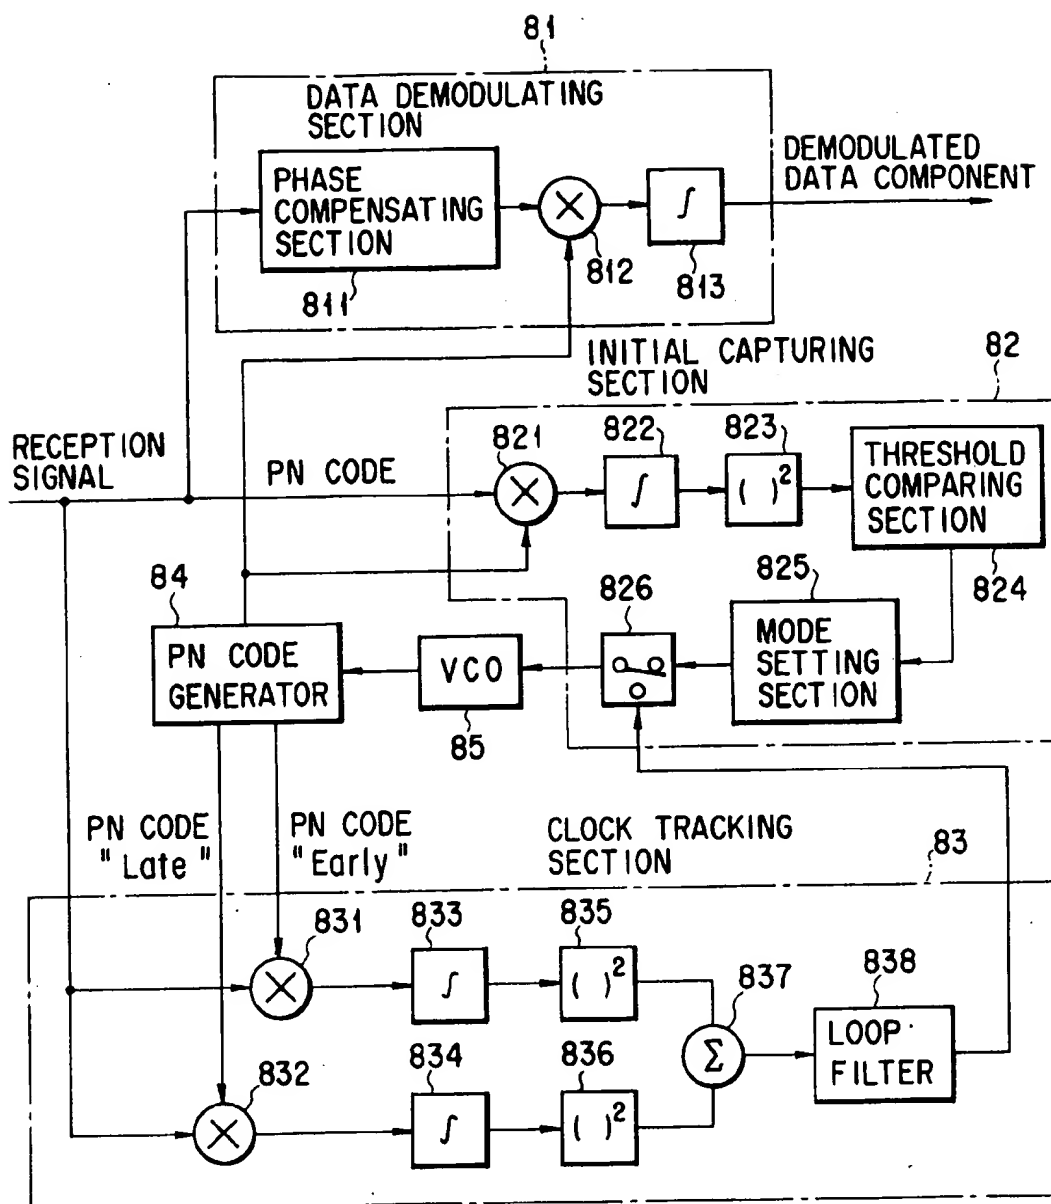 81
DATA DEMODULATING
SECTION
PHASE
COMPENSATING
SECTION
811
812
∫
813
DEMODULATED
DATA COMPONENT
INITIAL CAPTURING
SECTION
82
RECEPTION
SIGNAL
PN CODE
821
822
∫
823
( )²
THRESHOLD
COMPARING
SECTION
824
84
PN CODE
GENERATOR
VCO
85
826
825
MODE
SETTING
SECTION
PN CODE
"Late"
PN CODE
"Early"
CLOCK TRACKING
SECTION
83
831
833
∫
835
( )²
837
Σ
838
LOOP
FILTER
832
834
∫
836
( )²